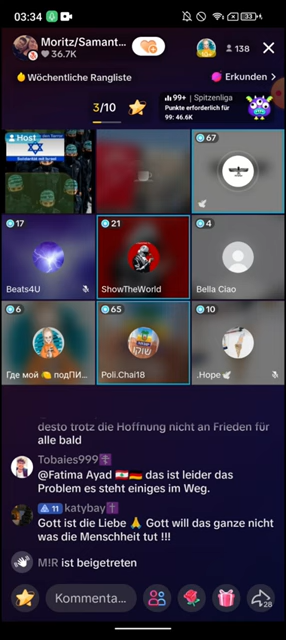 03:34
33
Moritz/Samant...
36.7K
138
Wöchentliche Rangliste
Erkunden >
3/10
99+ | Spitzenliga
Punkte erforderlich für
99: 46.6K
Host
67
17
Beats4U
21
ShowTheWorld
4
Bella Ciao
6
Где мой 🍋 подПИ...
65
Poli.Chai18
10
.Hope🕊
desto trotz die Hoffnung nicht an Frieden für
alle bald
Tobaies999☦️
@Fatima Ayad 🇱🇧🇩🇪 das ist leider das
Problem es steht einiges im Weg.
11 katybay✝️
Gott ist die Liebe 🙏 Gott will das ganze nicht
was die Menschheit tut !!!
M!R ist beigetreten
Kommenta...
28